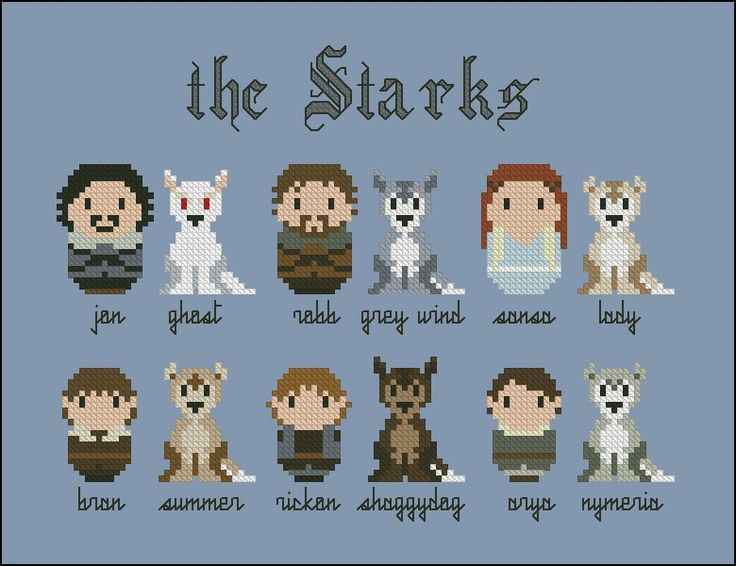 the Starks
jon ghost robb grey wind sansa lady
bran summer rickon shaggydog arya nymeria